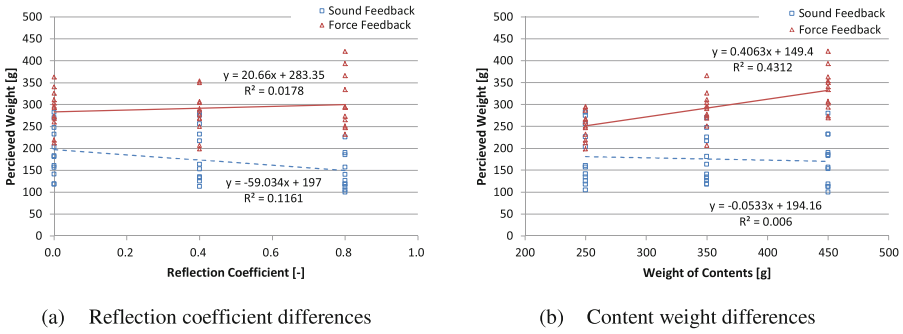 Sound Feedback
Force Feedback
Percieved Weight [g]
500
450
400
350
300
250
200
150
100
50
0
y = 20.66x + 283.35
R² = 0.0178
y = -59.034x + 197
R² = 0.1161
0.0 0.2 0.4 0.6 0.8 1.0
Reflection Coefficient [-]
(a) Reflection coefficient differences
Sound Feedback
Force Feedback
Percieved Weight [g]
500
450
400
350
300
250
200
150
100
50
0
y = 0.4063x + 149.4
R² = 0.4312
y = -0.0533x + 194.16
R² = 0.006
200 250 300 350 400 450 500
Weight of Contents [g]
(b) Content weight differences